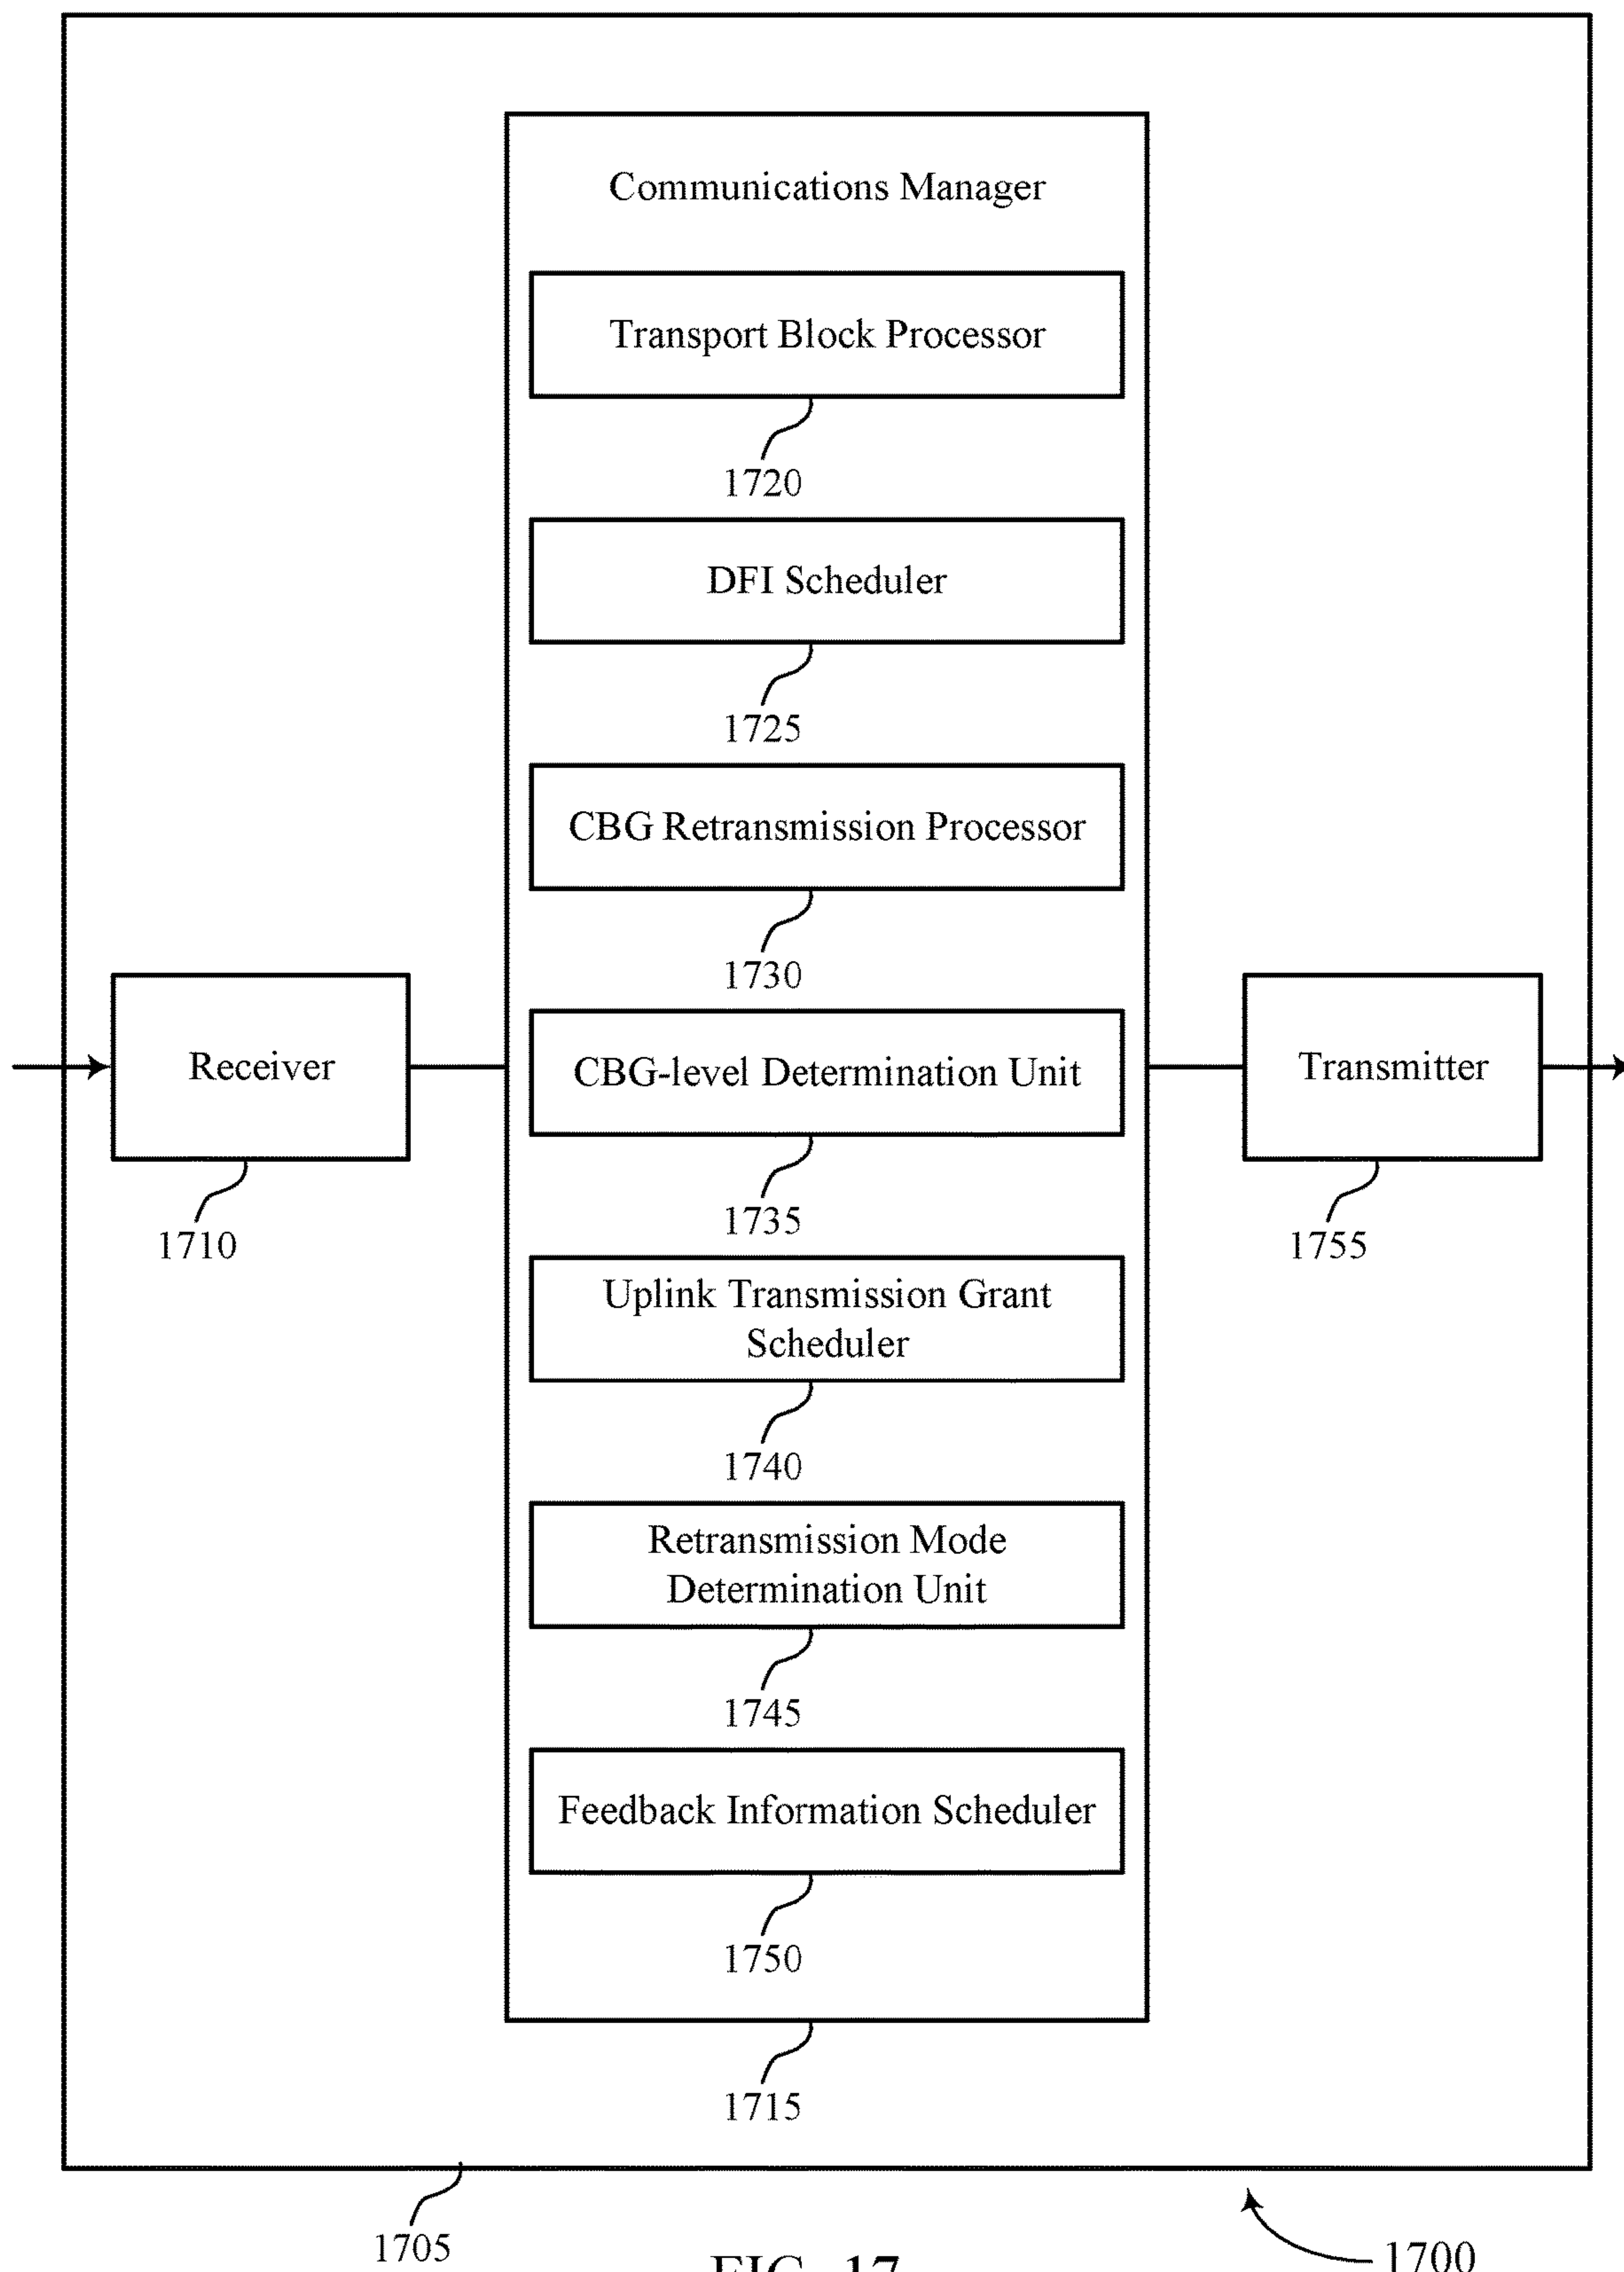 Communications Manager
Transport Block Processor
1720
DFI Scheduler
1725
CBG Retransmission Processor
1730
Receiver
1710
CBG-level Determination Unit
1735
Transmitter
1755
Uplink Transmission Grant
Scheduler
1740
Retransmission Mode
Determination Unit
1745
Feedback Information Scheduler
1750
1715
1705
FIG. 17
1700